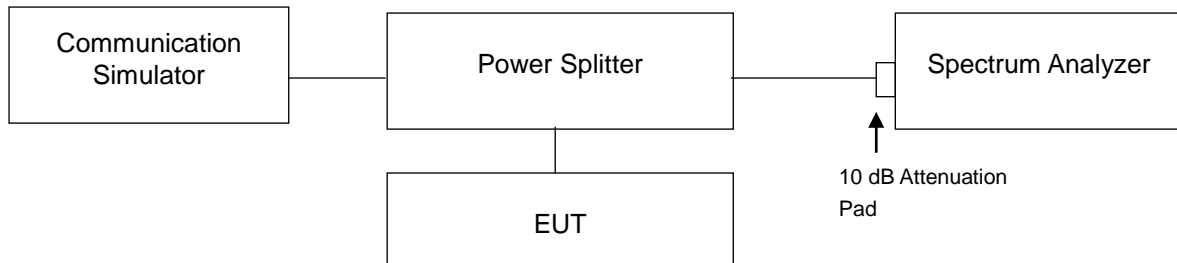 Communication
Simulator
Power Splitter
Spectrum Analyzer
10 dB Attenuation
Pad
EUT